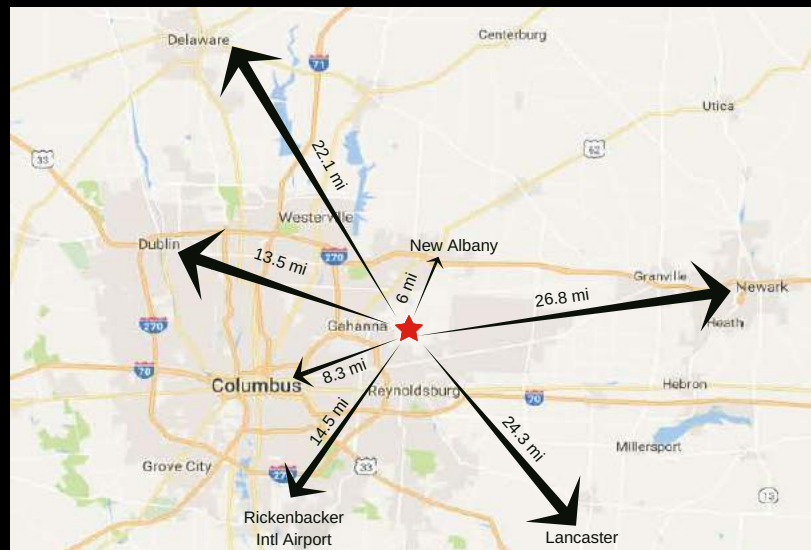 Delaware
Centerburg
71
Utica
33
62
22.1 mi
Westerville
Dublin
13.5 mi
270
New Albany
6 mi
Granville
26.8 mi
Newark
Gahanna
Heath
270
70
8.3 mi
Columbus
Reynoldsburg
Hebron
70
14.5 mi
24.3 mi
Millersport
Grove City
33
13
Rickenbacker
Intl Airport
Lancaster